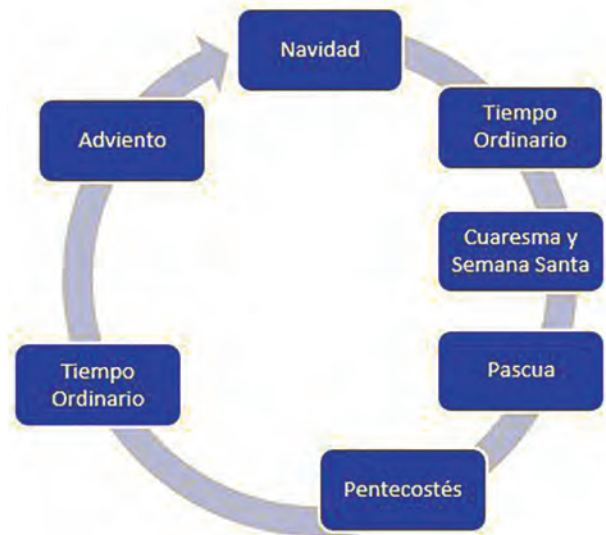 Navidad
Tiempo
Ordinario
Cuaresma y
Semana Santa
Pascua
Pentecostés
Tiempo
Ordinario
Adviento